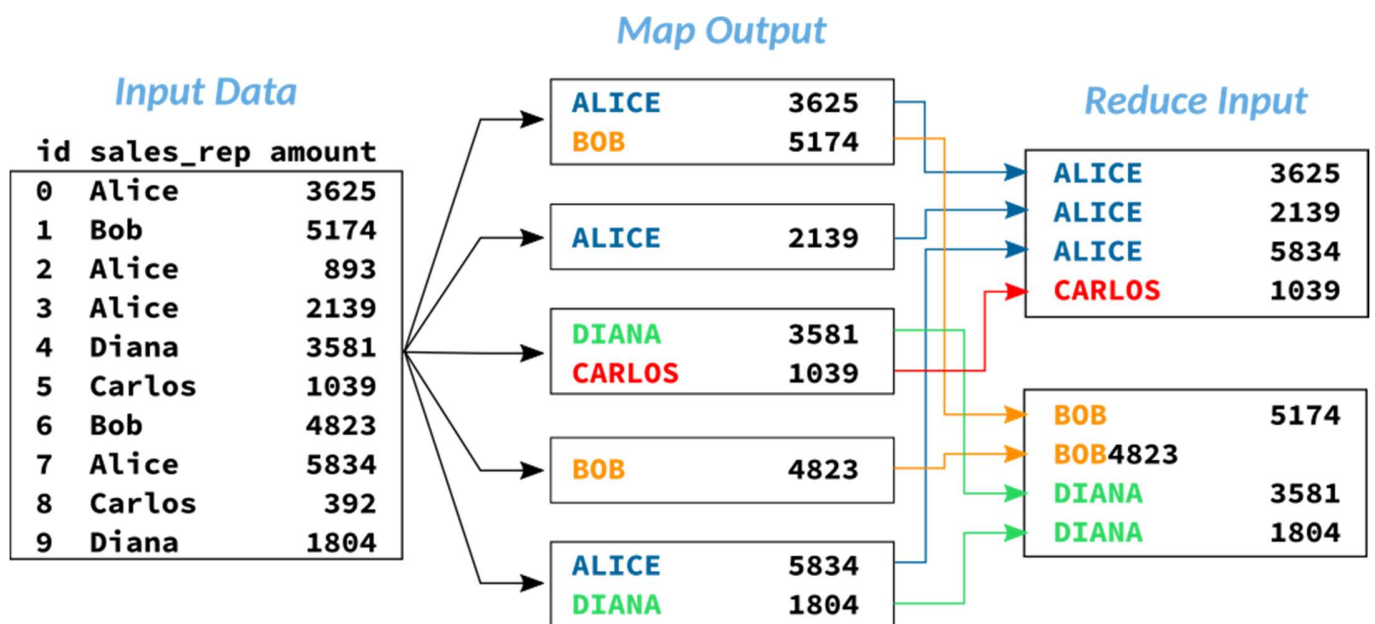 Map Output
Input Data
Reduce Input
id sales_rep amount
0 Alice 3625
1 Bob 5174
2 Alice 893
3 Alice 2139
4 Diana 3581
5 Carlos 1039
6 Bob 4823
7 Alice 5834
8 Carlos 392
9 Diana 1804
ALICE 3625
BOB 5174
ALICE 2139
DIANA 3581
CARLOS 1039
BOB 4823
ALICE 5834
DIANA 1804
ALICE 3625
ALICE 2139
ALICE 5834
CARLOS 1039
BOB 5174
BOB4823
DIANA 3581
DIANA 1804